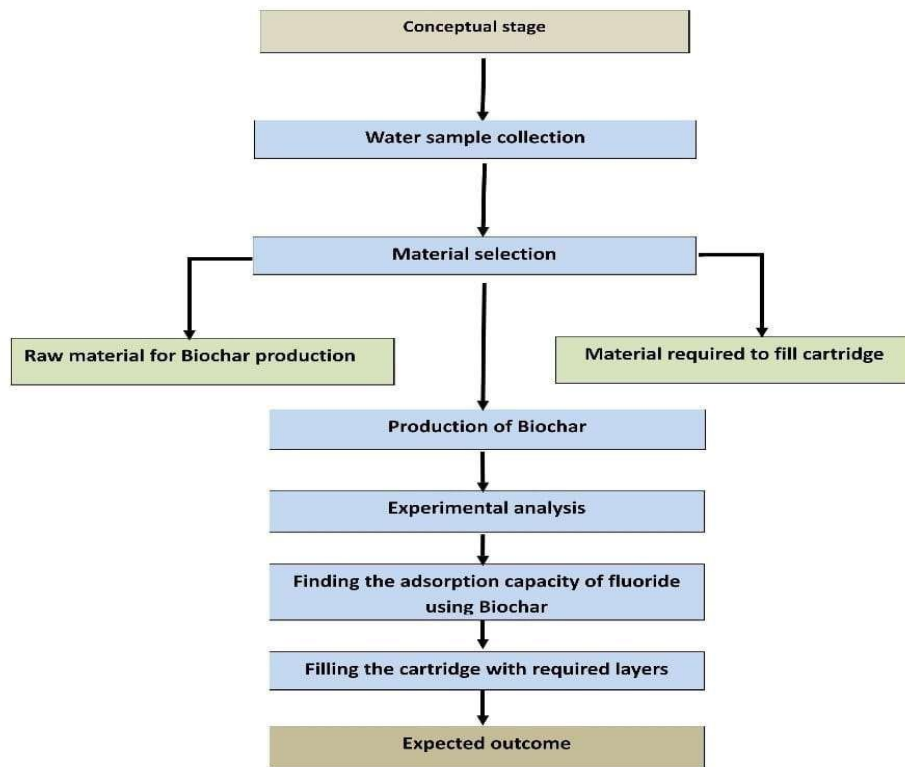 Conceptual stage
Water sample collection
Material selection
Raw material for Biochar production
Material required to fill cartridge
Production of Biochar
Experimental analysis
Finding the adsorption capacity of fluoride
using Biochar
Filling the cartridge with required layers
Expected outcome